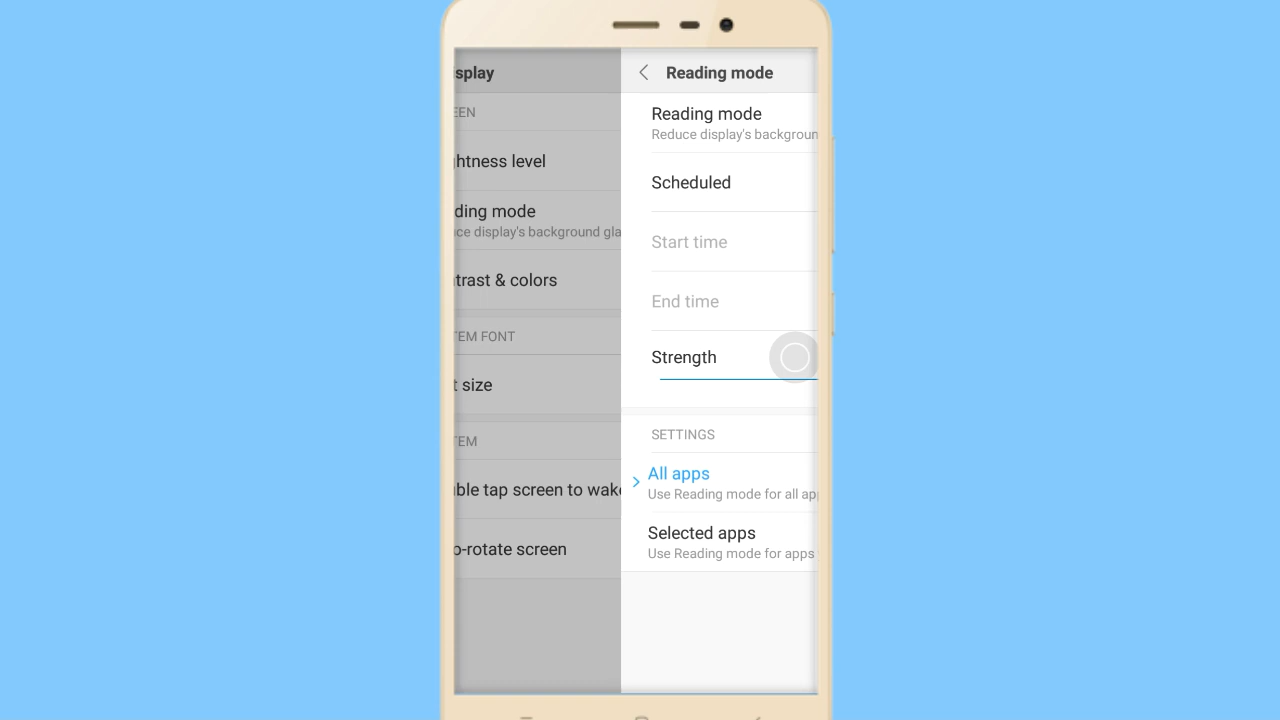 splay
EEN
htness level
ding mode
ce display's background gla
trast & colors
TEM FONT
t size
TEM
ble tap screen to wake
o-rotate screen
Reading mode
Reading mode
Reduce display's backgroun
Scheduled
Start time
End time
Strength
SETTINGS
All apps
Use Reading mode for all ap
Selected apps
Use Reading mode for apps